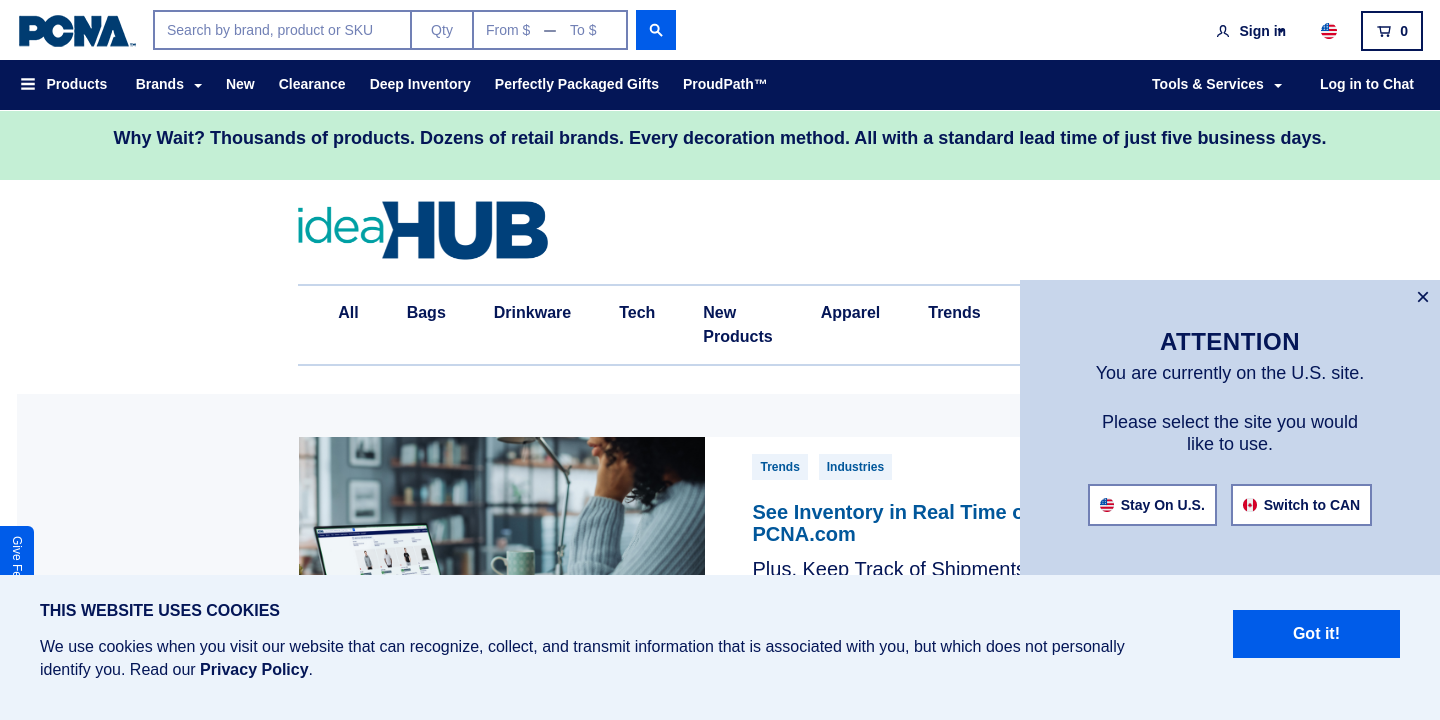 PCNA™
Search by brand, product or SKU
Qty
From $ — To $
Sign in
0
Products
Brands
New
Clearance
Deep Inventory
Perfectly Packaged Gifts
ProudPath™
Tools & Services
Log in to Chat
Why Wait? Thousands of products. Dozens of retail brands. Every decoration method. All with a standard lead time of just five business days.
ideaHUB
All
Bags
Drinkware
Tech
New
Products
Apparel
Trends
×
ATTENTION
You are currently on the U.S. site.
Please select the site you would
like to use.
Stay On U.S.
Switch to CAN
Trends
Industries
See Inventory in Real Time
PCNA.com
Plus, Keep Track of Shipments
Give
THIS WEBSITE USES COOKIES
We use cookies when you visit our website that can recognize, collect, and transmit information that is associated with you, but which does not personally
identify you. Read our Privacy Policy.
Got it!